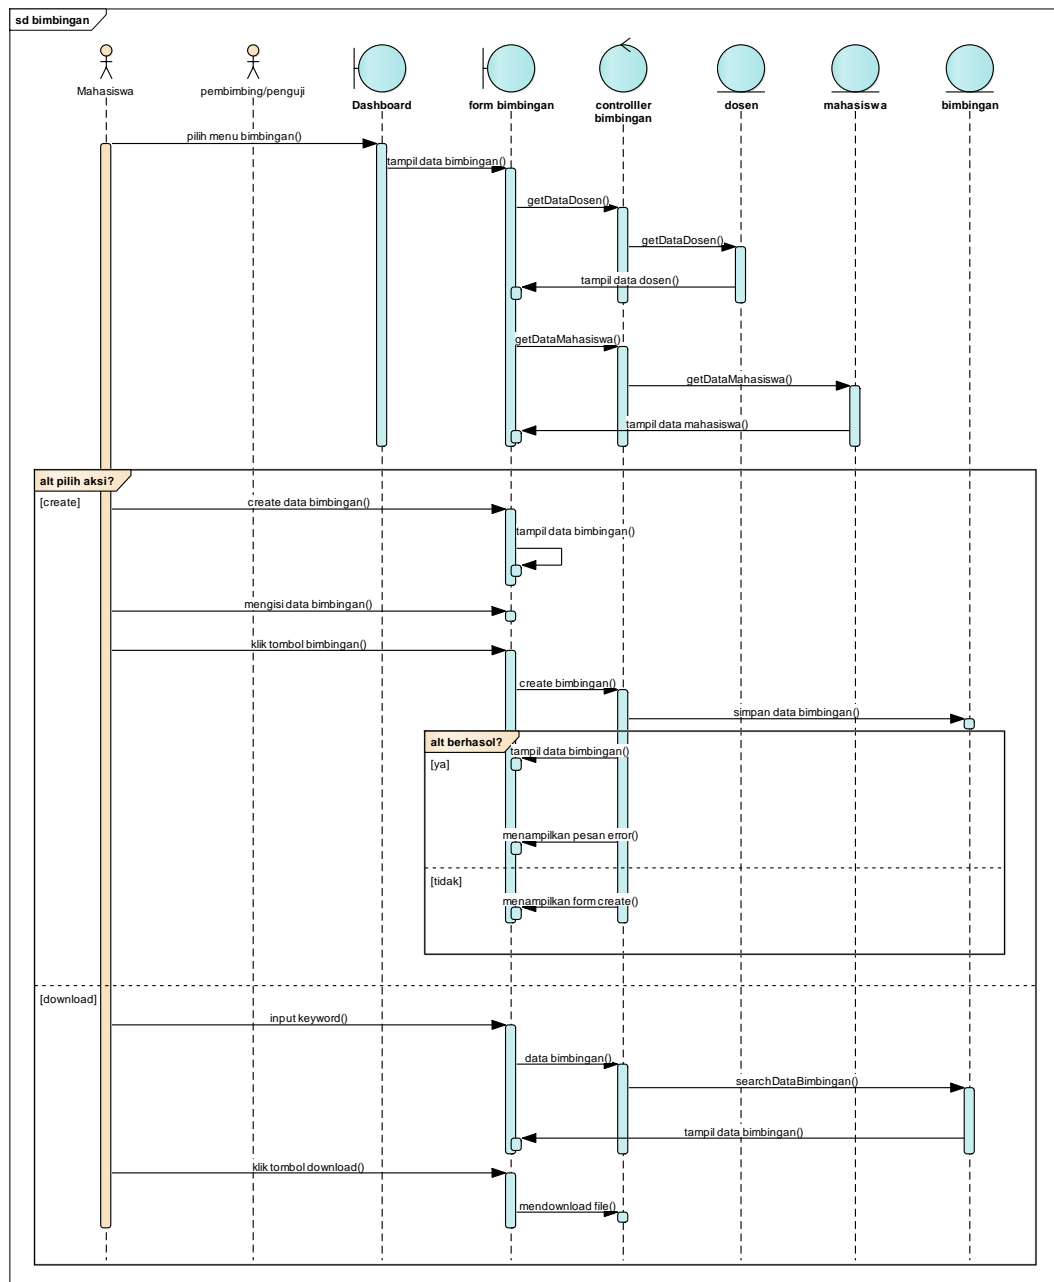 sd bimbingan
Mahasiswa
pembimbing/penguji
Dashboard
form bimbingan
controlller
bimbingan
dosen
mahasiswa
bimbingan
pilih menu bimbingan()
tampil data bimbingan()
getDataDosen()
getDataDosen()
tampil data dosen()
getDataMahasiswa()
getDataMahasiswa()
tampil data mahasiswa()
alt pilih aksi?
[create]
create data bimbingan()
tampil data bimbingan()
mengisi data bimbingan()
klik tombol bimbingan()
create bimbingan()
simpan data bimbingan()
alt berhasol?
[ya]
tampil data bimbingan()
menampilkan pesan error()
[tidak]
menampilkan form create()
[download]
input keyword()
data bimbingan()
searchDataBimbingan()
tampil data bimbingan()
klik tombol download()
mendownload file()